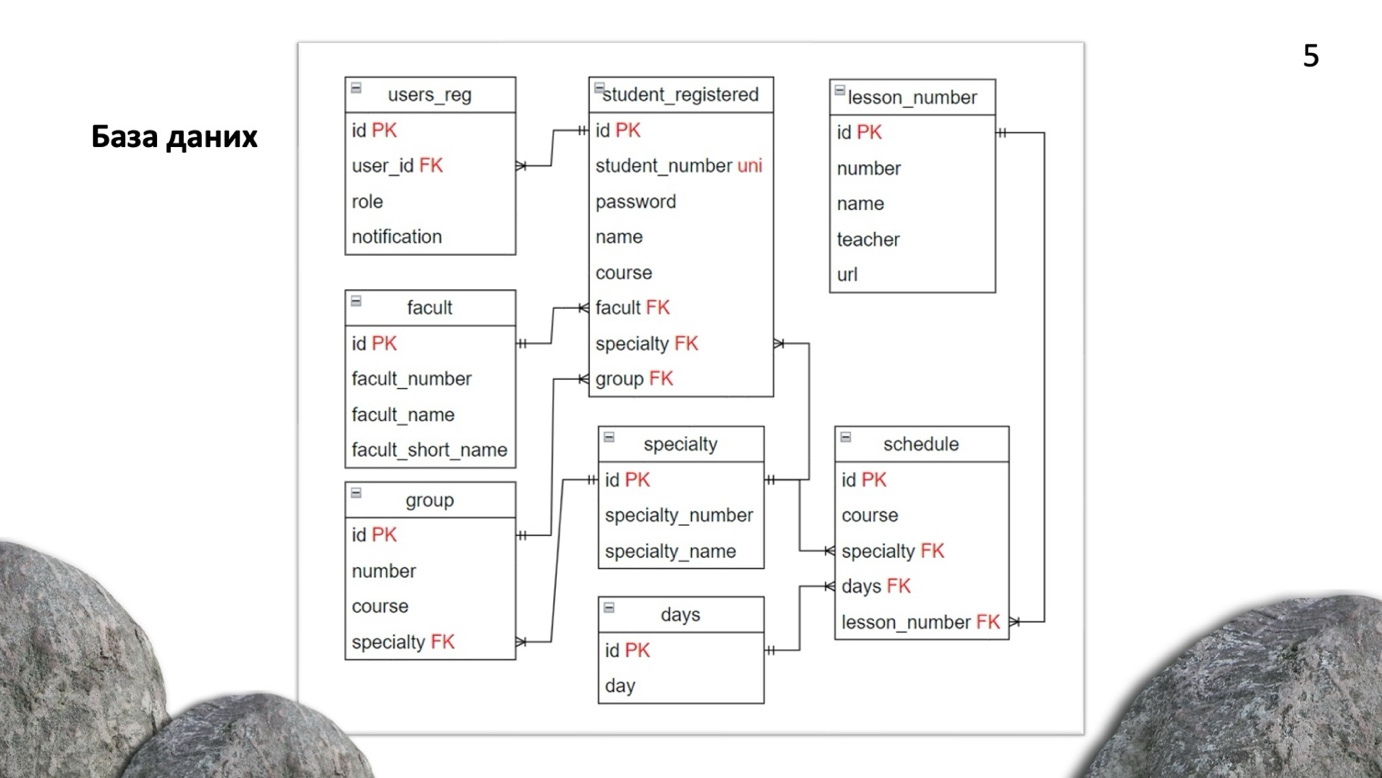 5
База даних
users_reg
id PK
user_id FK
role
notification
student_registered
id PK
student_number uni
password
name
course
facult FK
specialty FK
group FK
lesson_number
id PK
number
name
teacher
url
facult
id PK
facult_number
facult_name
facult_short_name
group
id PK
number
course
specialty FK
specialty
id PK
specialty_number
specialty_name
days
id PK
day
schedule
id PK
course
specialty FK
days FK
lesson_number FK